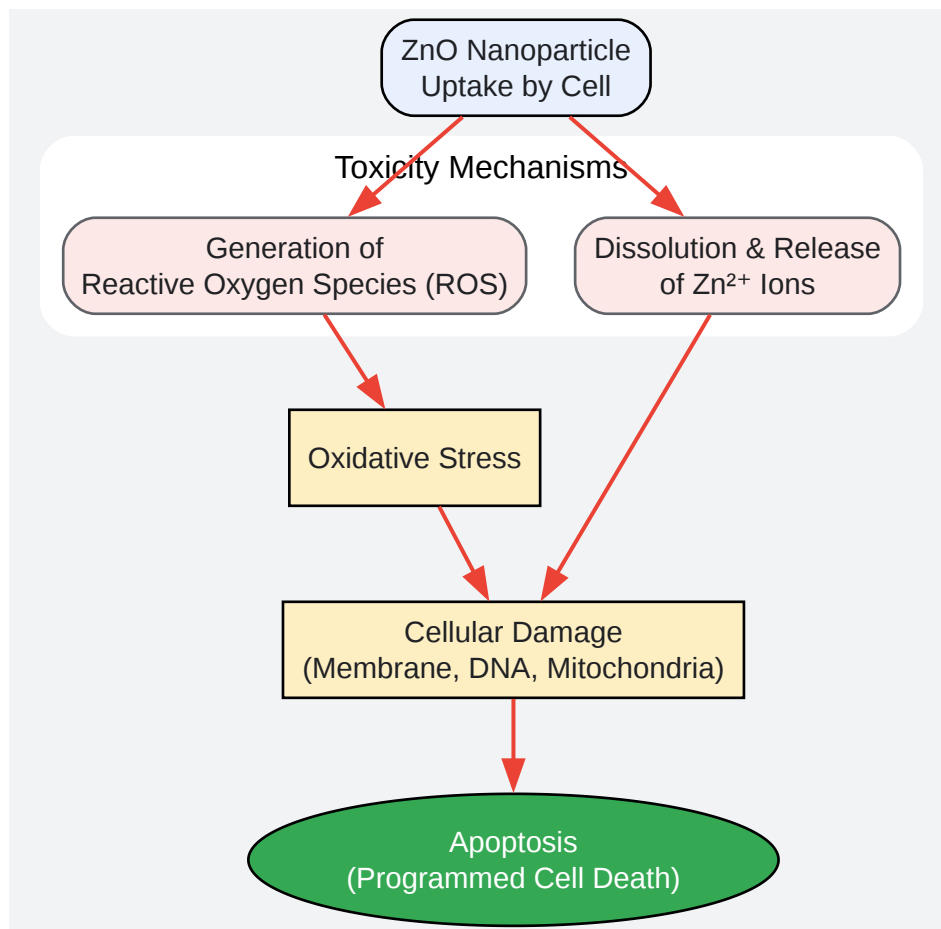 ZnO Nanoparticle
Uptake by Cell
Toxicity Mechanisms
Generation of
Reactive Oxygen Species (ROS)
Dissolution & Release
of Zn²⁺ Ions
Oxidative Stress
Cellular Damage
(Membrane, DNA, Mitochondria)
Apoptosis
(Programmed Cell Death)